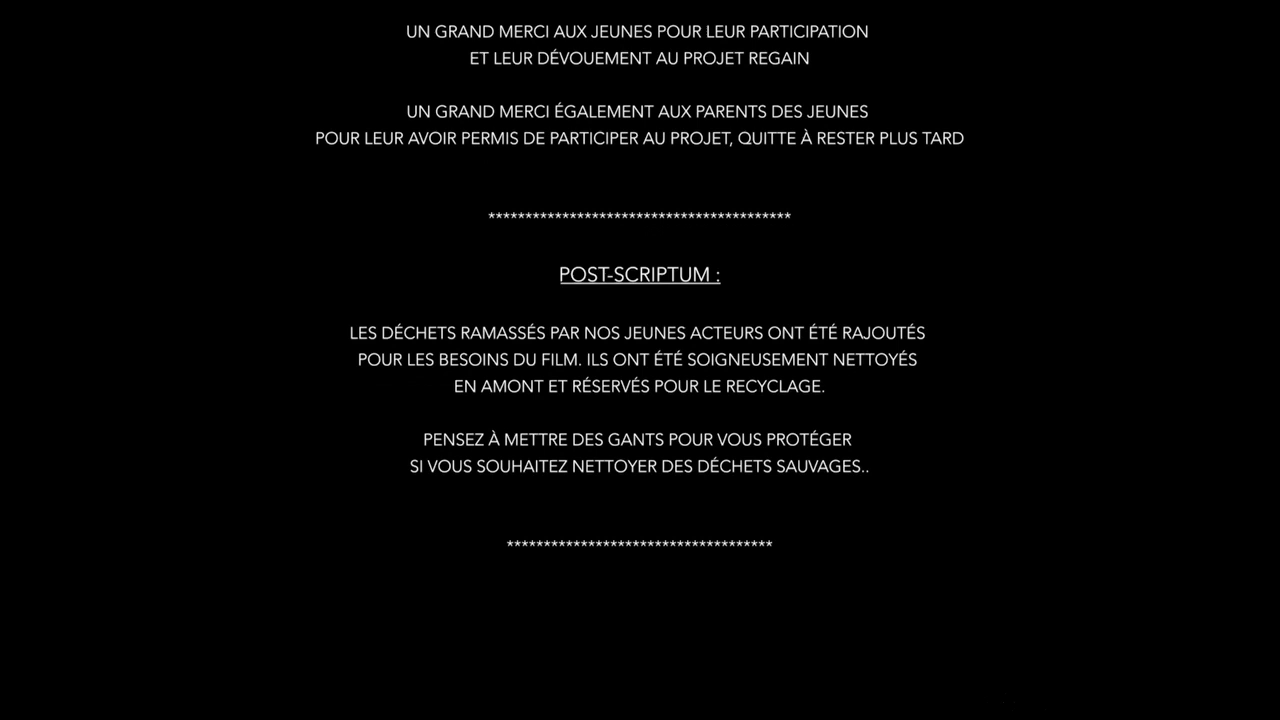 UN GRAND MERCI AUX JEUNES POUR LEUR PARTICIPATION
ET LEUR DÉVOUEMENT AU PROJET REGAIN
UN GRAND MERCI ÉGALEMENT AUX PARENTS DES JEUNES
POUR LEUR AVOIR PERMIS DE PARTICIPER AU PROJET, QUITTE À RESTER PLUS TARD
*****************************************
POST-SCRIPTUM :
LES DÉCHETS RAMASSÉS PAR NOS JEUNES ACTEURS ONT ÉTÉ RAJOUTÉS
POUR LES BESOINS DU FILM. ILS ONT ÉTÉ SOIGNEUSEMENT NETTOYÉS
EN AMONT ET RÉSERVÉS POUR LE RECYCLAGE.
PENSEZ À METTRE DES GANTS POUR VOUS PROTÉGER
SI VOUS SOUHAITEZ NETTOYER DES DÉCHETS SAUVAGES..
************************************